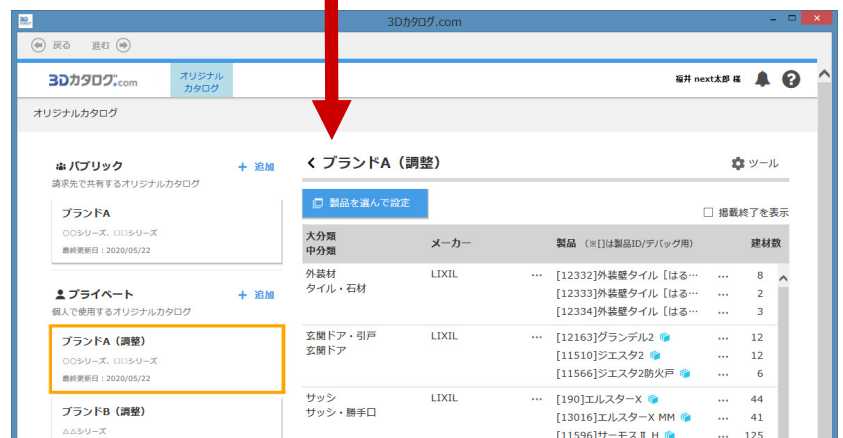 3D カタログ
3Dカタログ.com
戻る 進む
3Dカタログ.com
オリジナル
カタログ
福井 next太郎 様
オリジナルカタログ
パブリック + 追加
請求先で共有するオリジナルカタログ
ブランドA
○○シリーズ、□□シリーズ
最終更新日：2020/05/22
プライベート + 追加
個人で使用するオリジナルカタログ
ブランドA（調整）
○○シリーズ、□□シリーズ
最終更新日：2020/05/22
ブランドB（調整）
△△シリーズ
ブランドA（調整） ツール
製品を選んで設定
掲載終了を表示
大分類
中分類
メーカー
製品 （※[]は製品ID/デバッグ用）
建材数
外装材
タイル・石材
LIXIL …
[12332]外装壁タイル［はる… … 8
[12333]外装壁タイル［はる… … 2
[12334]外装壁タイル［はる… … 3
玄関ドア・引戸
玄関ドア
LIXIL …
[12163]グランデル2 … 12
[11510]ジエスタ2 … 12
[11566]ジエスタ2防火戸 … 6
サッシ
サッシ・勝手口
LIXIL …
[190]エルスターX … 44
[13016]エルスターX MM … 41
[11596]サーモスⅡ H … 125